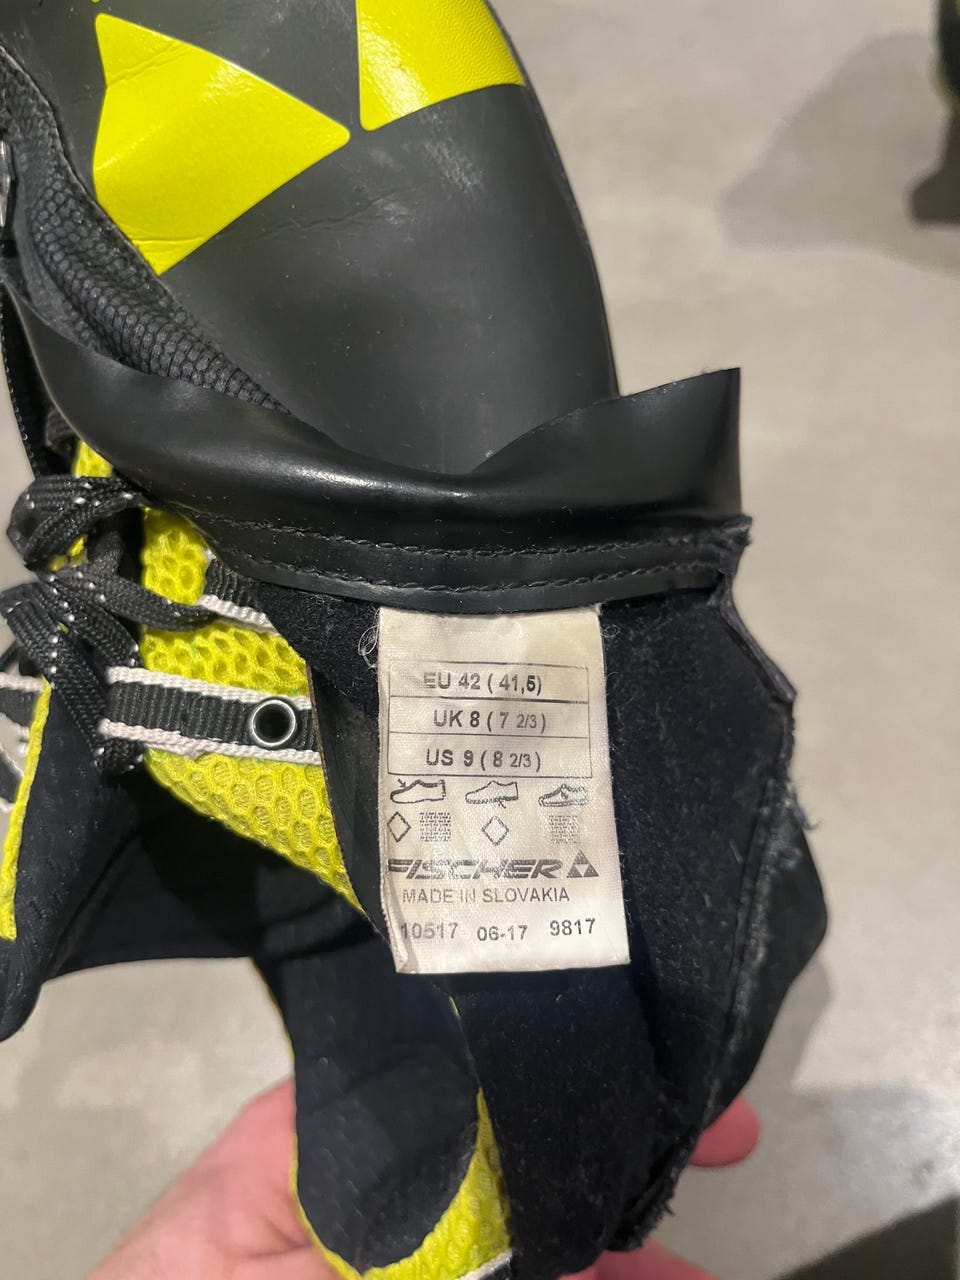 EU 42 ( 41,5)
UK 8 ( 7 2/3)
US 9 ( 8 2/3)
FISCHER
MADE IN SLOVAKIA
10517 06-17 9817